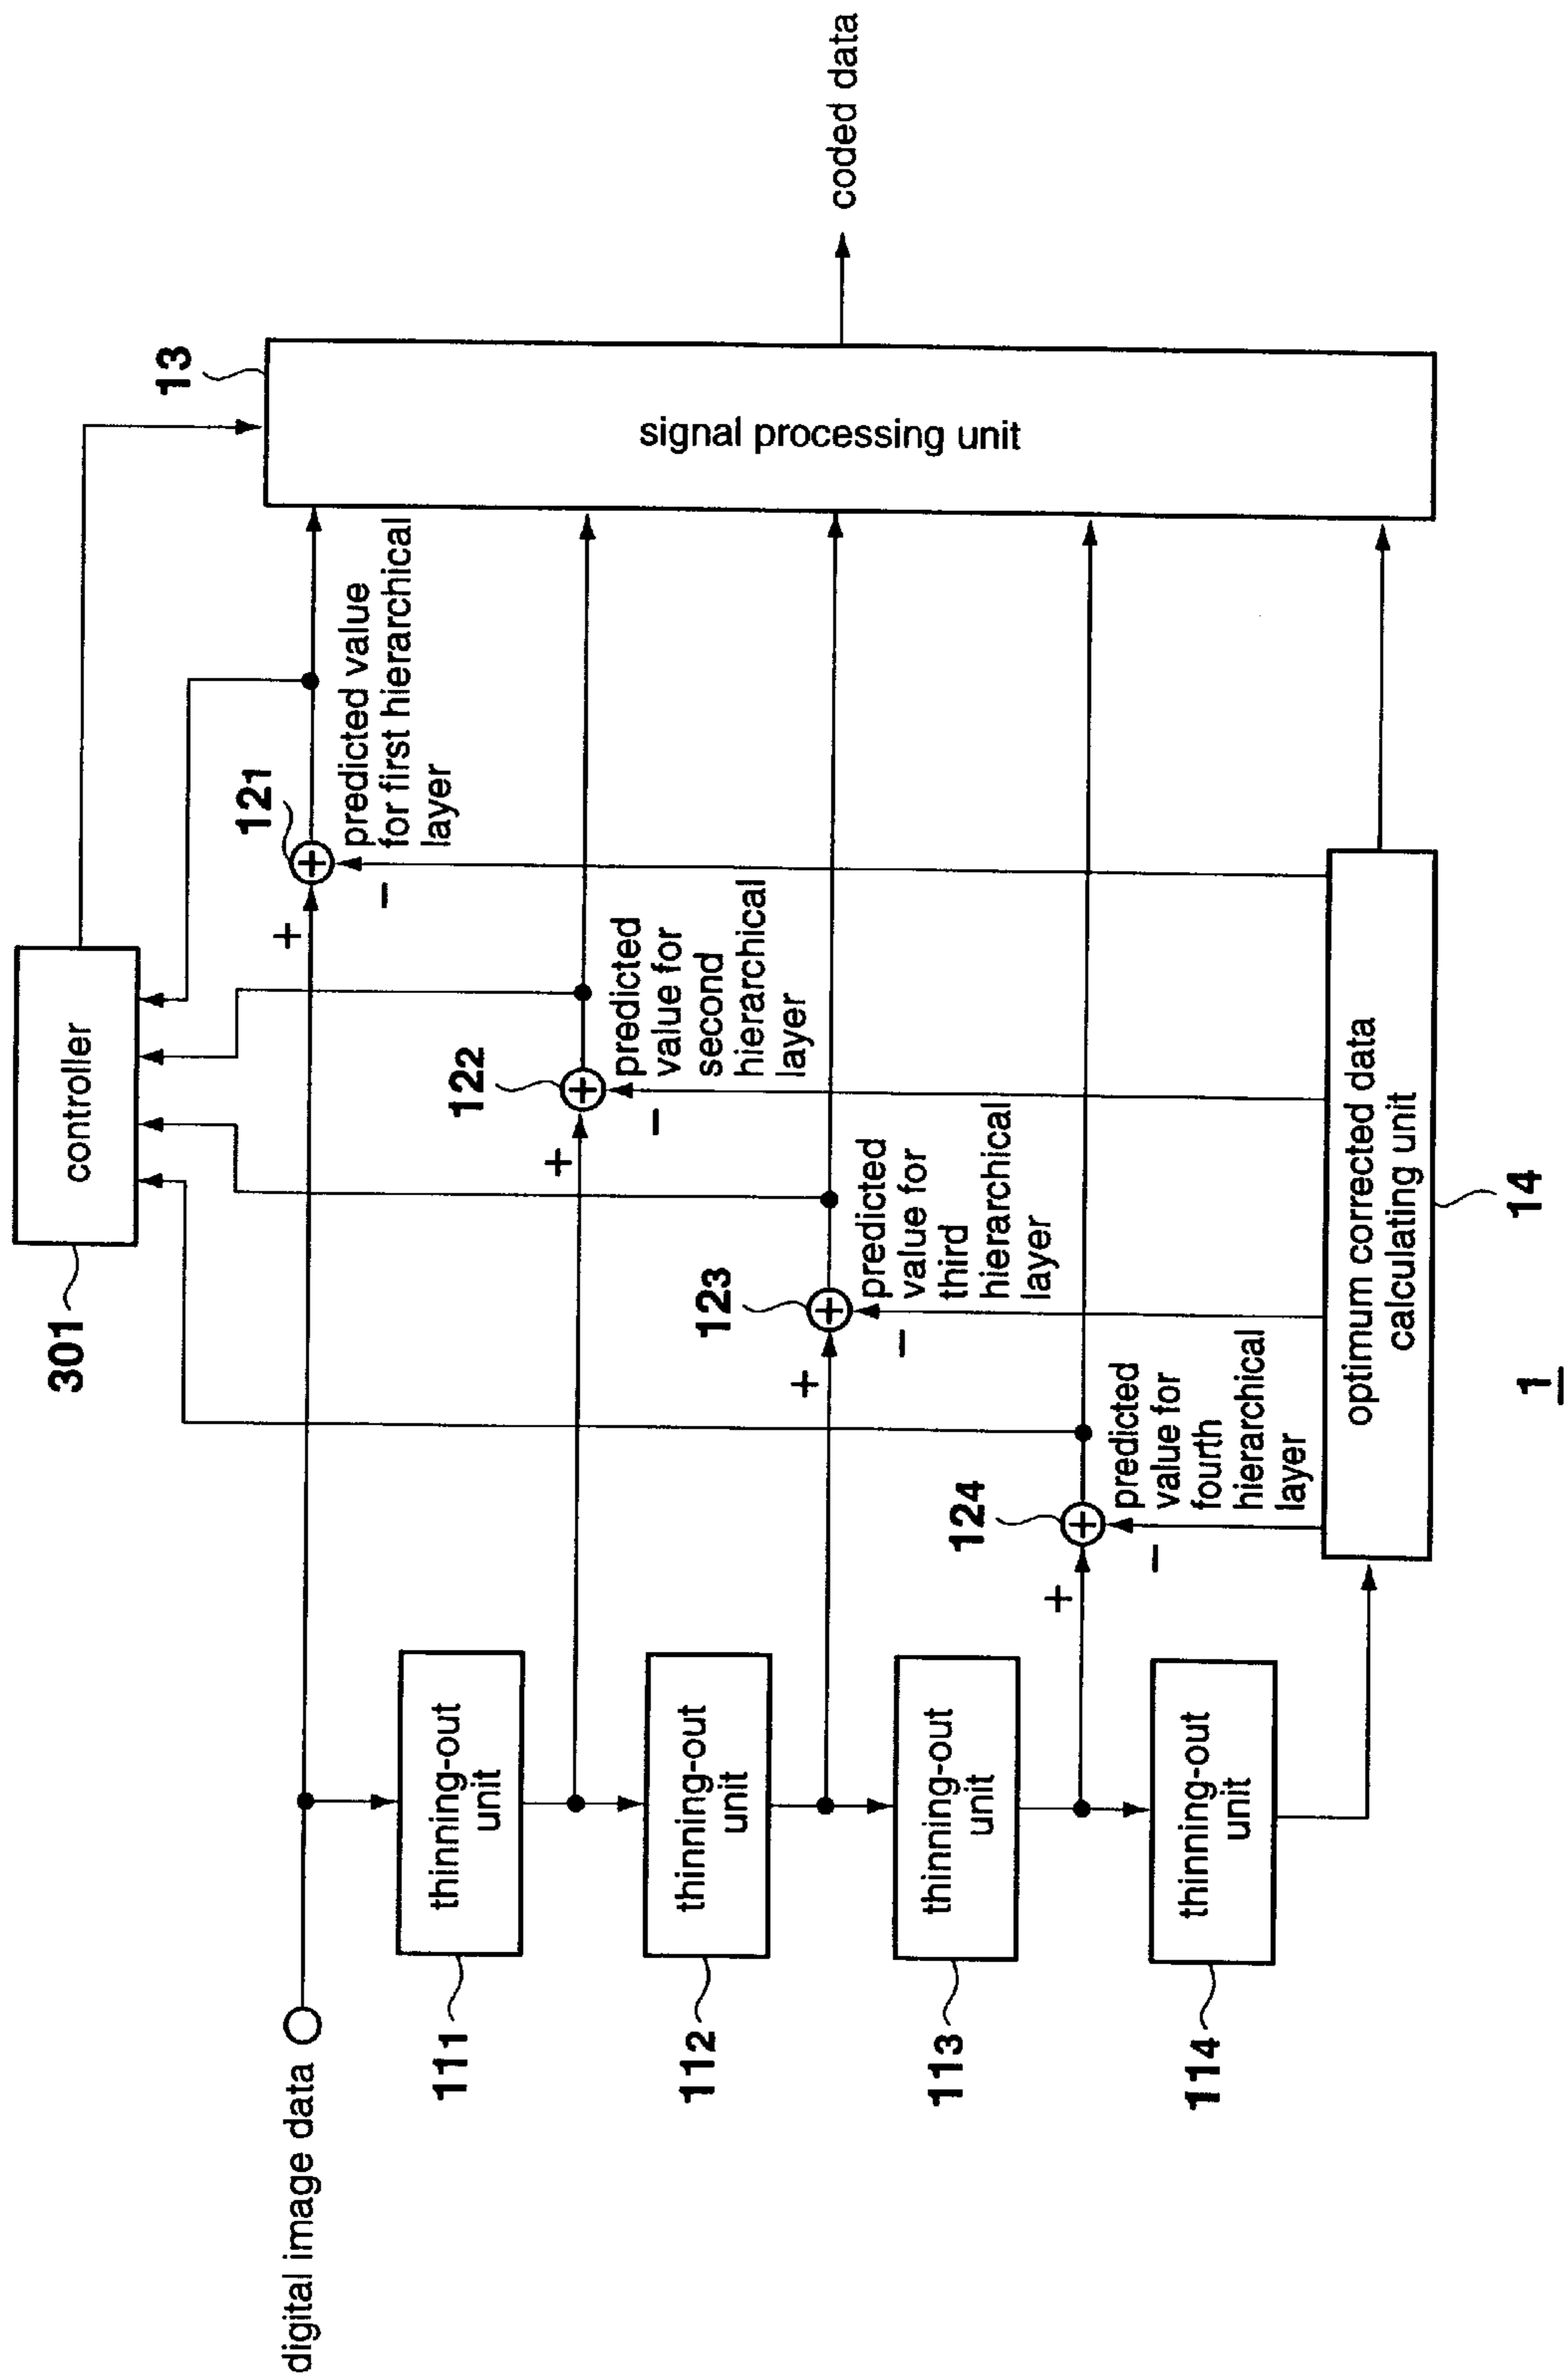 301
controller
13
signal processing unit
coded data
121
+
−
predicted value
for first hierarchical
layer
122
+
−
predicted
value for
second
hierarchical
layer
123
+
−
predicted
value for
third
hierarchical
layer
124
+
−
predicted
value for
fourth
hierarchical
layer
digital image data
111
thinning-out
unit
112
thinning-out
unit
113
thinning-out
unit
114
thinning-out
unit
optimum corrected data
calculating unit
14
1